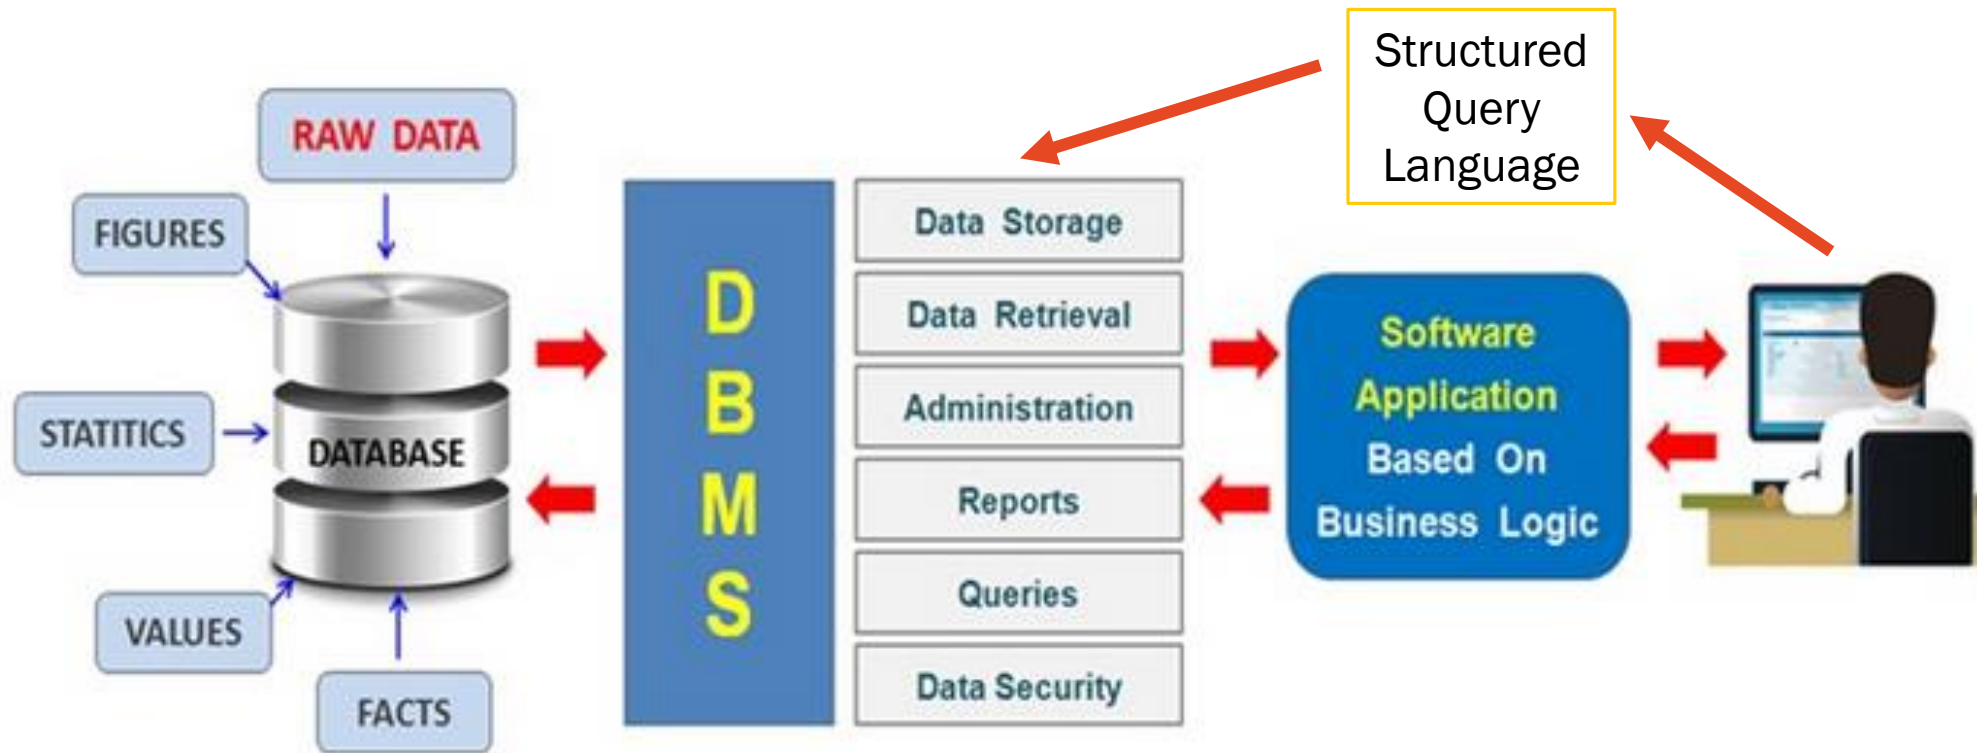 Structured
Query
Language
RAW DATA
FIGURES
STATITICS
DATABASE
VALUES
FACTS
D
B
M
S
Data Storage
Data Retrieval
Administration
Reports
Queries
Data Security
Software
Application
Based On
Business Logic